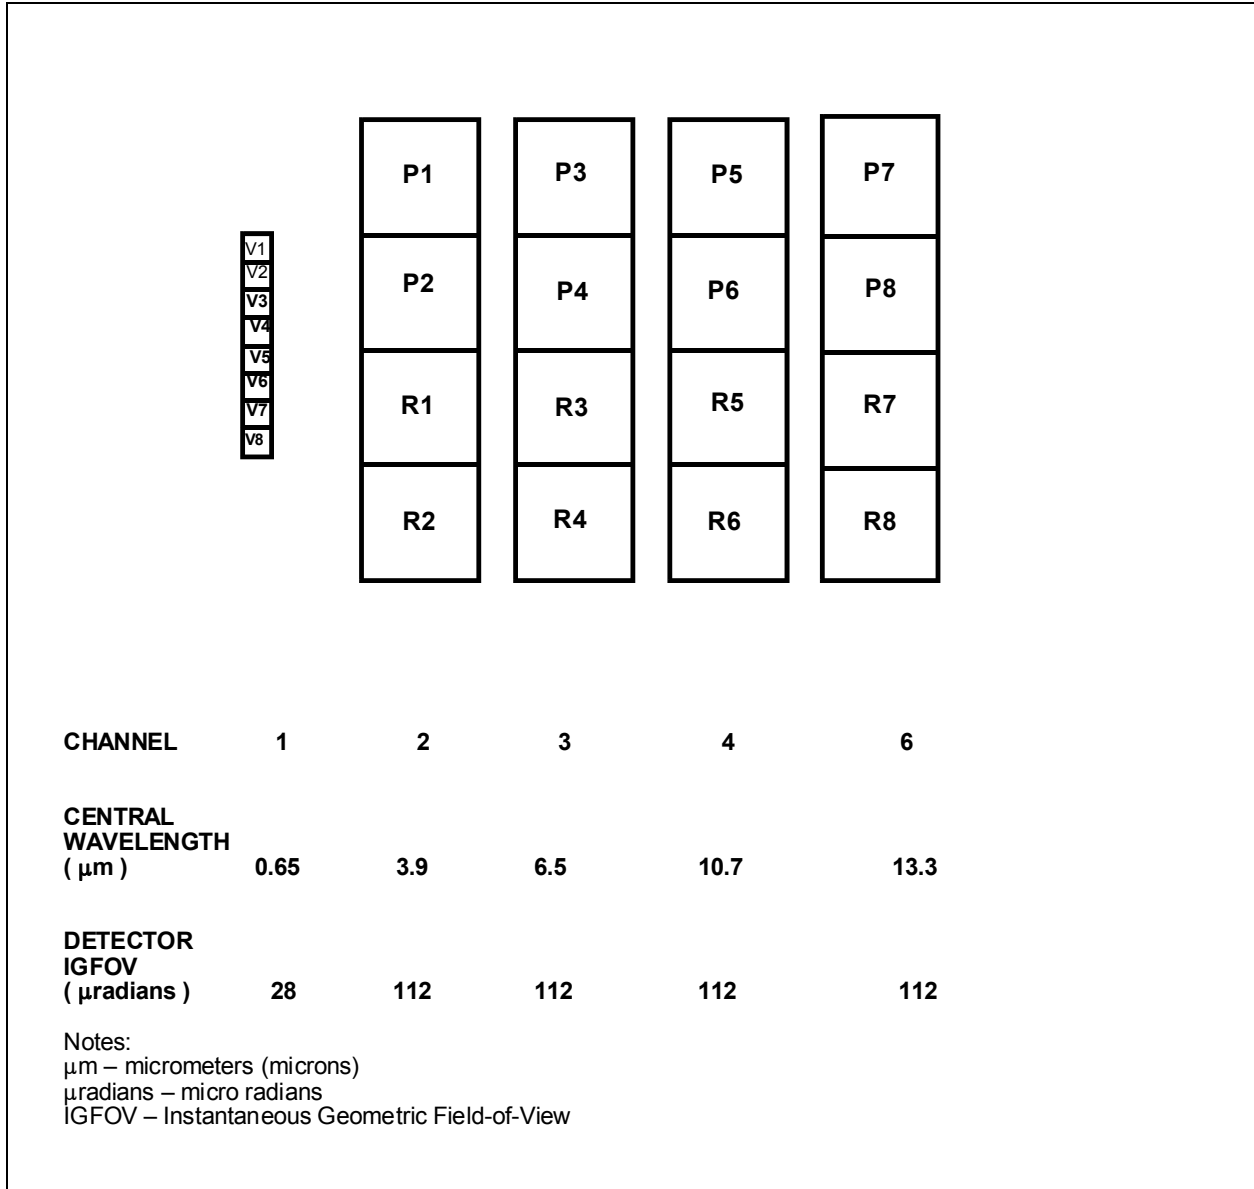 P1 P3 P5 P7
V1
V2
V3
V4
V5
V6
V7
V8
P2 P4 P6 P8
R1 R3 R5 R7
R2 R4 R6 R8
CHANNEL 1 2 3 4 6
CENTRAL
WAVELENGTH
( μm ) 0.65 3.9 6.5 10.7 13.3
DETECTOR
IGFOV
( μradians ) 28 112 112 112 112
Notes:
μm – micrometers (microns)
μradians – micro radians
IGFOV – Instantaneous Geometric Field-of-View